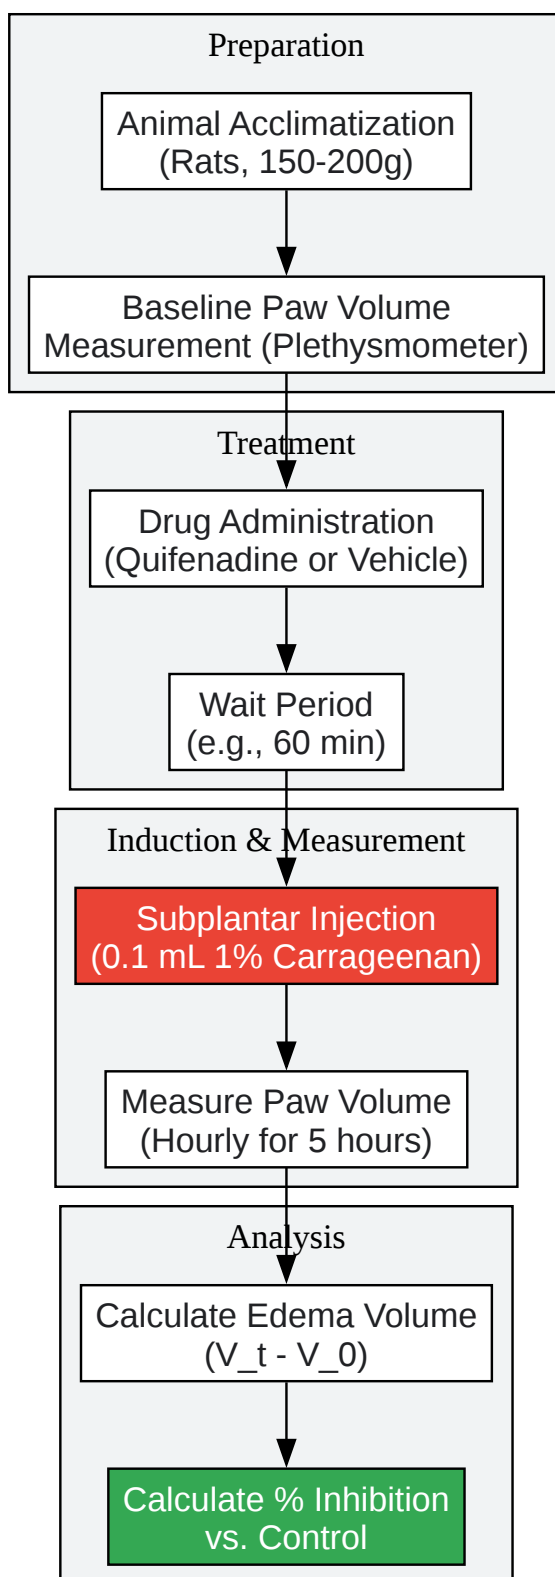 Preparation
Animal Acclimatization
(Rats, 150-200g)
Baseline Paw Volume
Measurement (Plethysmometer)
Treatment
Drug Administration
(Quifenadine or Vehicle)
Wait Period
(e.g., 60 min)
Induction & Measurement
Subplantar Injection
(0.1 mL 1% Carrageenan)
Measure Paw Volume
(Hourly for 5 hours)
Analysis
Calculate Edema Volume
(V_t - V_0)
Calculate % Inhibition
vs. Control